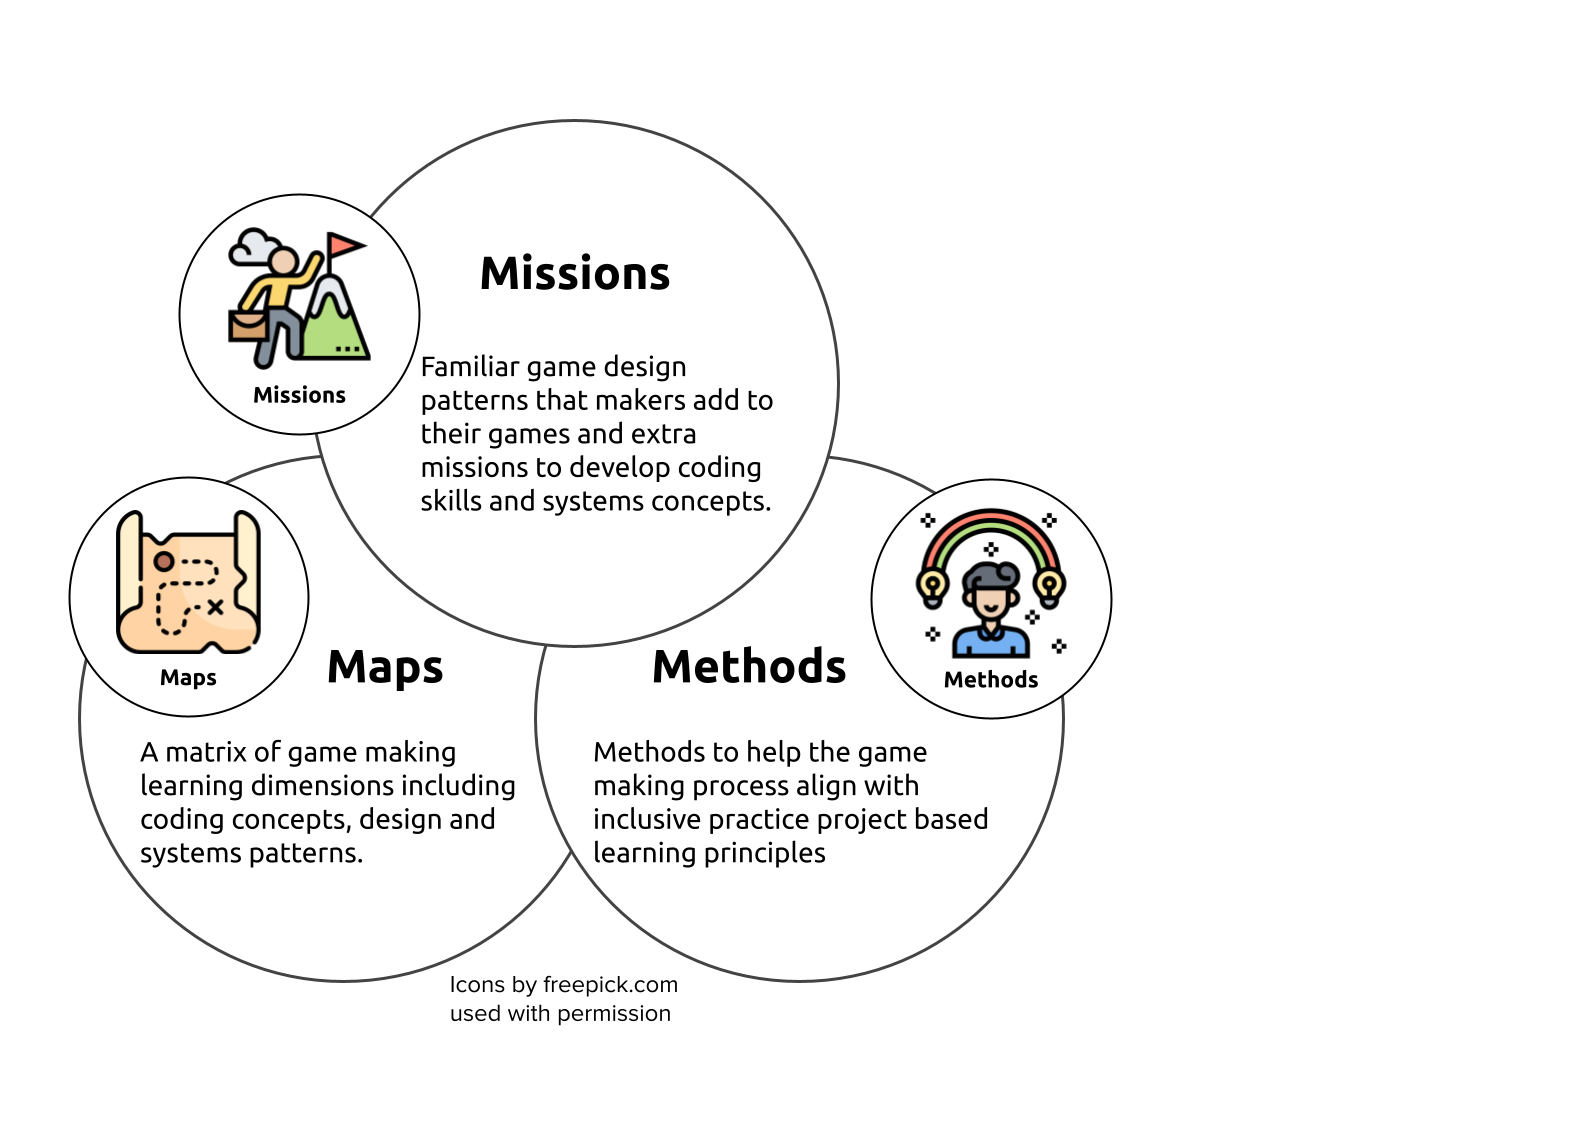 Missions
Missions
Familiar game design
patterns that makers add to
their games and extra
missions to develop coding
skills and systems concepts.
Maps
Maps
A matrix of game making
learning dimensions including
coding concepts, design and
systems patterns.
Methods
Methods
Methods to help the game
making process align with
inclusive practice project based
learning principles
Icons by freepick.com
used with permission